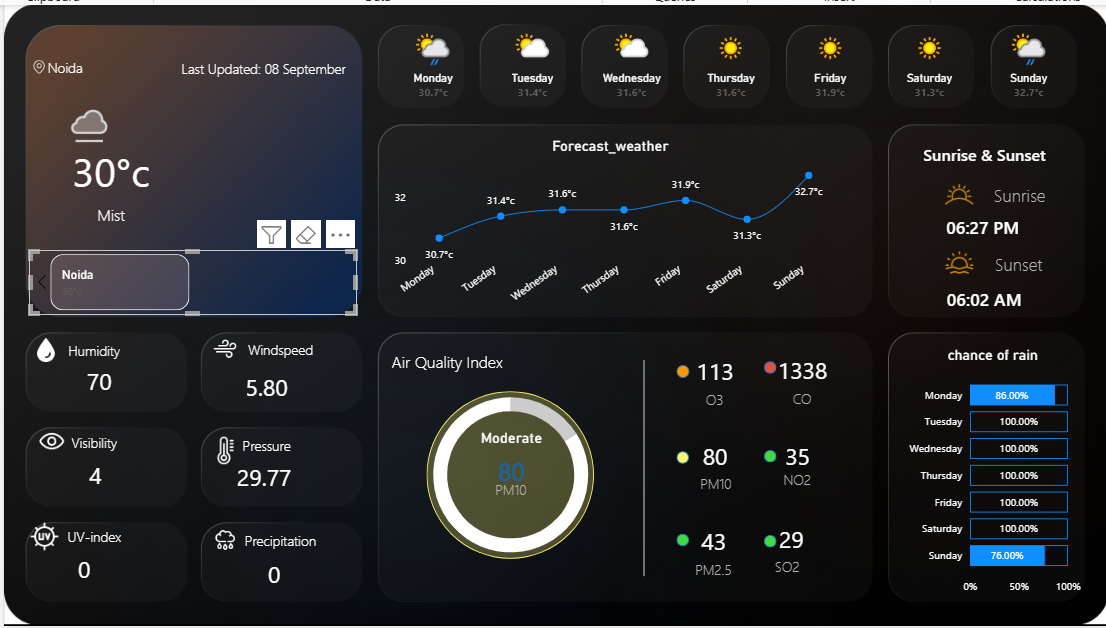 Noida
Last Updated: 08 September
30°c
Mist
Noida
30°c
Monday
30.7°c
Tuesday
31.4°c
Wednesday
31.6°c
Thursday
31.6°c
Friday
31.9°c
Saturday
31.3°c
Sunday
32.7°c
Forecast_weather
32
30
30.7°c
31.4°c
31.6°c
31.6°c
31.9°c
31.3°c
32.7°c
Monday
Tuesday
Wednesday
Thursday
Friday
Saturday
Sunday
Sunrise & Sunset
Sunrise
06:27 PM
Sunset
06:02 AM
Humidity
70
Windspeed
5.80
Visibility
4
Pressure
29.77
UV
UV-index
0
Precipitation
0
Air Quality Index
Moderate
80
PM10
113
O3
1338
CO
80
PM10
35
NO2
43
PM2.5
29
SO2
chance of rain
Monday 86.00%
Tuesday 100.00%
Wednesday 100.00%
Thursday 100.00%
Friday 100.00%
Saturday 100.00%
Sunday 76.00%
0% 50% 100%